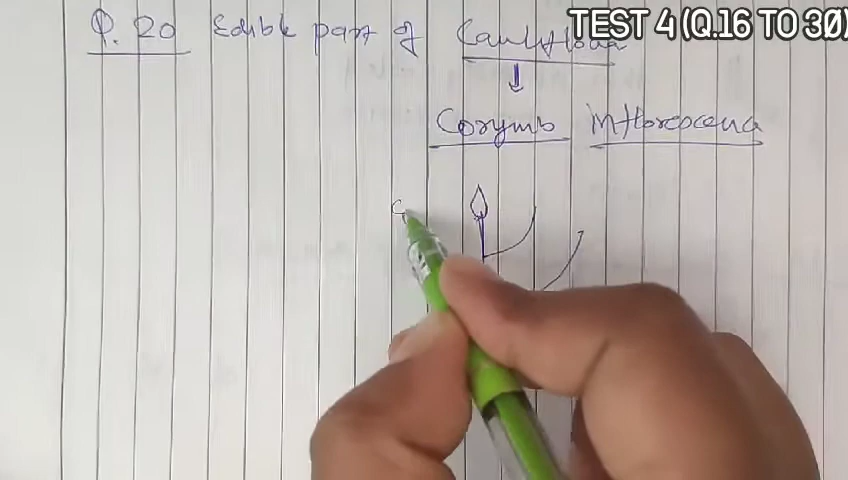 TEST 4 (Q.16 TO 30)
Q. 20 Edible part of Cauliflower
Corymb inflorescence